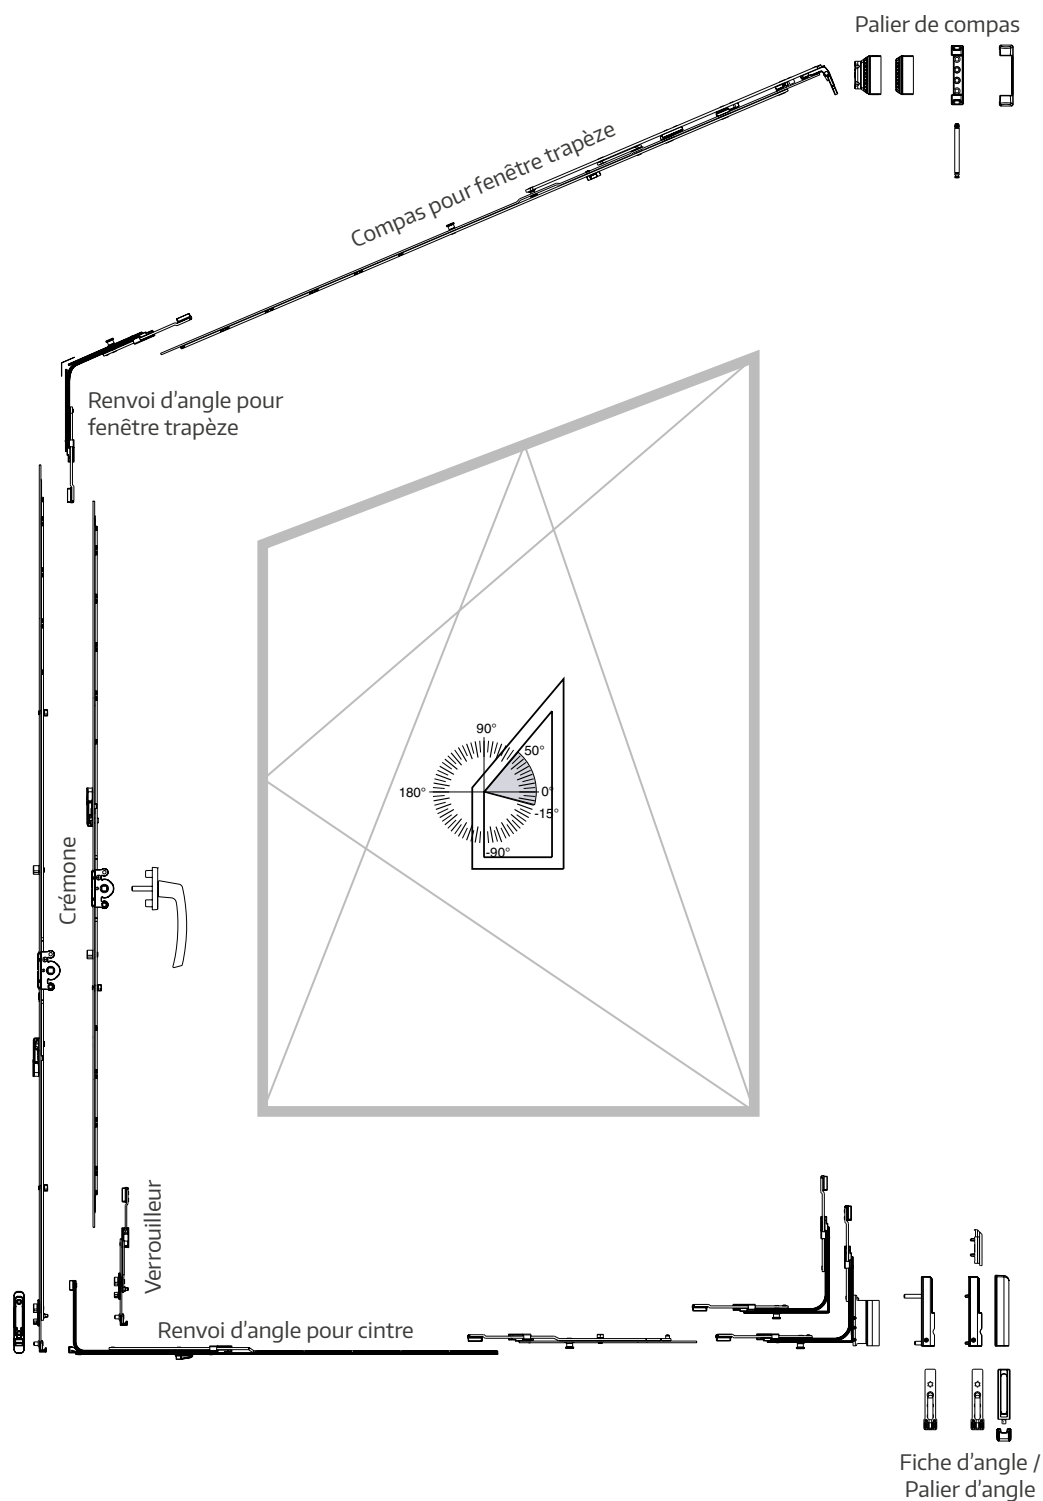 Palier de compas
Compas pour fenêtre trapèze
Renvoi d’angle pour
fenêtre trapèze
90°
50°
180°
0°
-15°
-90°
Crémone
Verrouilleur
Renvoi d’angle pour cintre
Fiche d’angle /
Palier d’angle